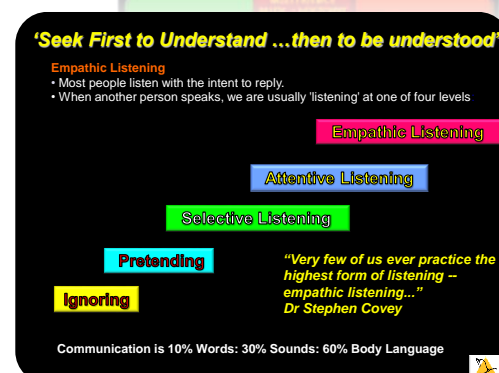 ‘Seek First to Understand ...then to be understood’
Empathic Listening
• Most people listen with the intent to reply.
• When another person speaks, we are usually 'listening' at one of four levels
Empathic Listening
Attentive Listening
Selective Listening
Pretending
Ignoring
“Very few of us ever practice the
highest form of listening --
empathic listening...”
Dr Stephen Covey
Communication is 10% Words: 30% Sounds: 60% Body Language